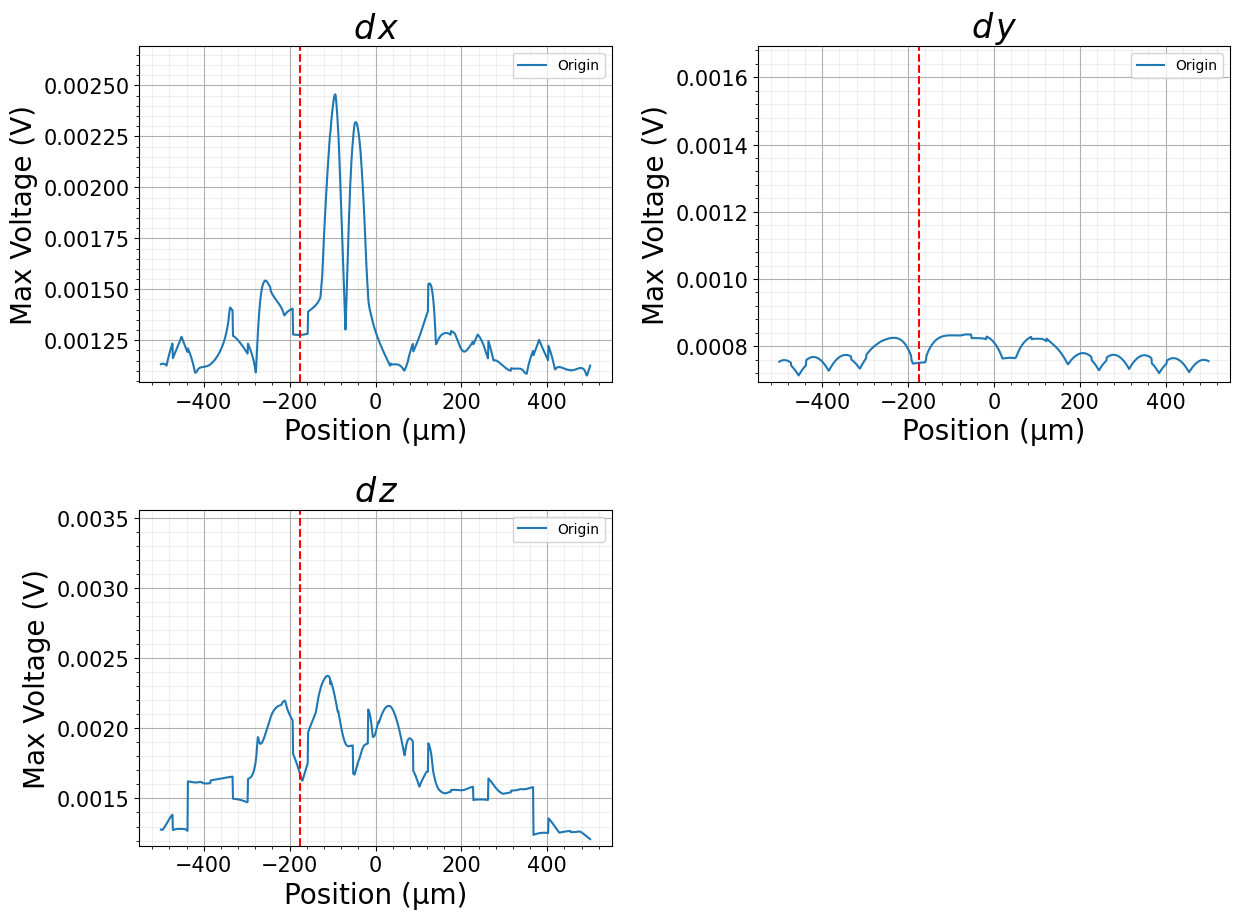 dx
Max Voltage (V)
0.00250
0.00225
0.00200
0.00175
0.00150
0.00125
−400 −200 0 200 400
Position (μm)
Origin
dy
Max Voltage (V)
0.0016
0.0014
0.0012
0.0010
0.0008
−400 −200 0 200 400
Position (μm)
Origin
dz
Max Voltage (V)
0.0035
0.0030
0.0025
0.0020
0.0015
−400 −200 0 200 400
Position (μm)
Origin